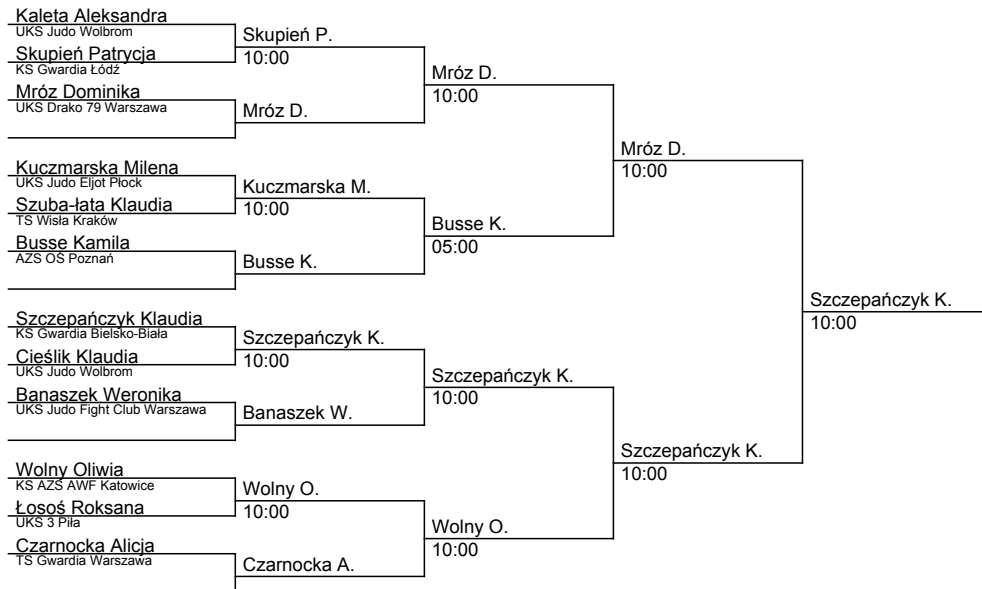 Kaleta Aleksandra
UKS Judo Wolbrom
Skupień P.
10:00
Skupień Patrycja
KS Gwardia Łódź
Mróz D.
10:00
Mróz Dominika
UKS Drako 79 Warszawa
Mróz D.
Mróz D.
10:00
Kuczmarska Milena
UKS Judo Eljot Płock
Kuczmarska M.
10:00
Szuba-łata Klaudia
TS Wisła Kraków
Busse K.
05:00
Busse Kamila
AZS OŚ Poznań
Busse K.
Szczepańczyk K.
10:00
Szczepańczyk Klaudia
KS Gwardia Bielsko-Biała
Szczepańczyk K.
10:00
Cieślik Klaudia
UKS Judo Wolbrom
Szczepańczyk K.
10:00
Banaszek Weronika
UKS Judo Fight Club Warszawa
Banaszek W.
Szczepańczyk K.
10:00
Wolny Oliwia
KS AZS AWF Katowice
Wolny O.
10:00
Łosoś Roksana
UKS 3 Piła
Wolny O.
10:00
Czarnocka Alicja
TS Gwardia Warszawa
Czarnocka A.